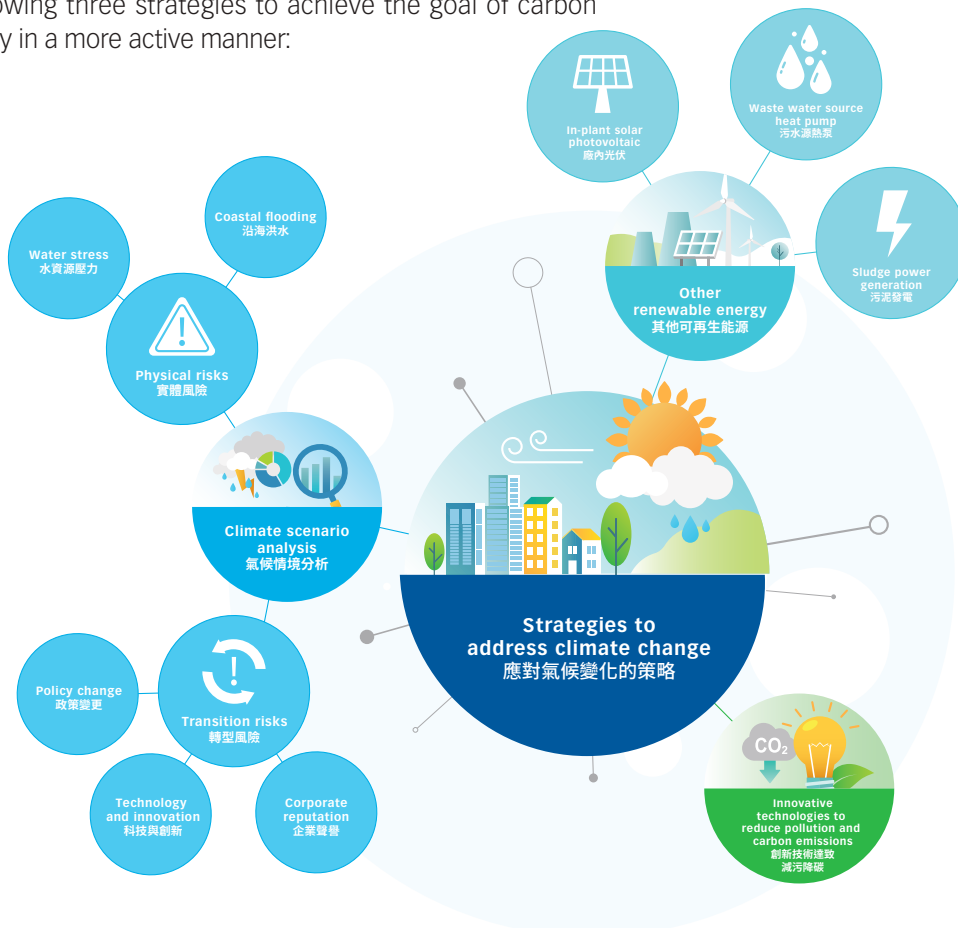 owing three strategies to achieve the goal of carbon
y in a more active manner:
In-plant solar
photovoltaic
廠內光伏
Waste water source
heat pump
污水源熱泵
Sludge power
generation
污泥發電
Other
renewable energy
其他可再生能源
Coastal flooding
沿海洪水
Water stress
水資源壓力
Physical risks
實體風險
Climate scenario
analysis
氣候情境分析
Strategies to
address climate change
應對氣候變化的策略
Policy change
政策變更
Transition risks
轉型風險
Technology
and innovation
科技與創新
Corporate
reputation
企業聲譽
CO₂
Innovative
technologies to
reduce pollution and
carbon emissions
創新技術達致
減污降碳